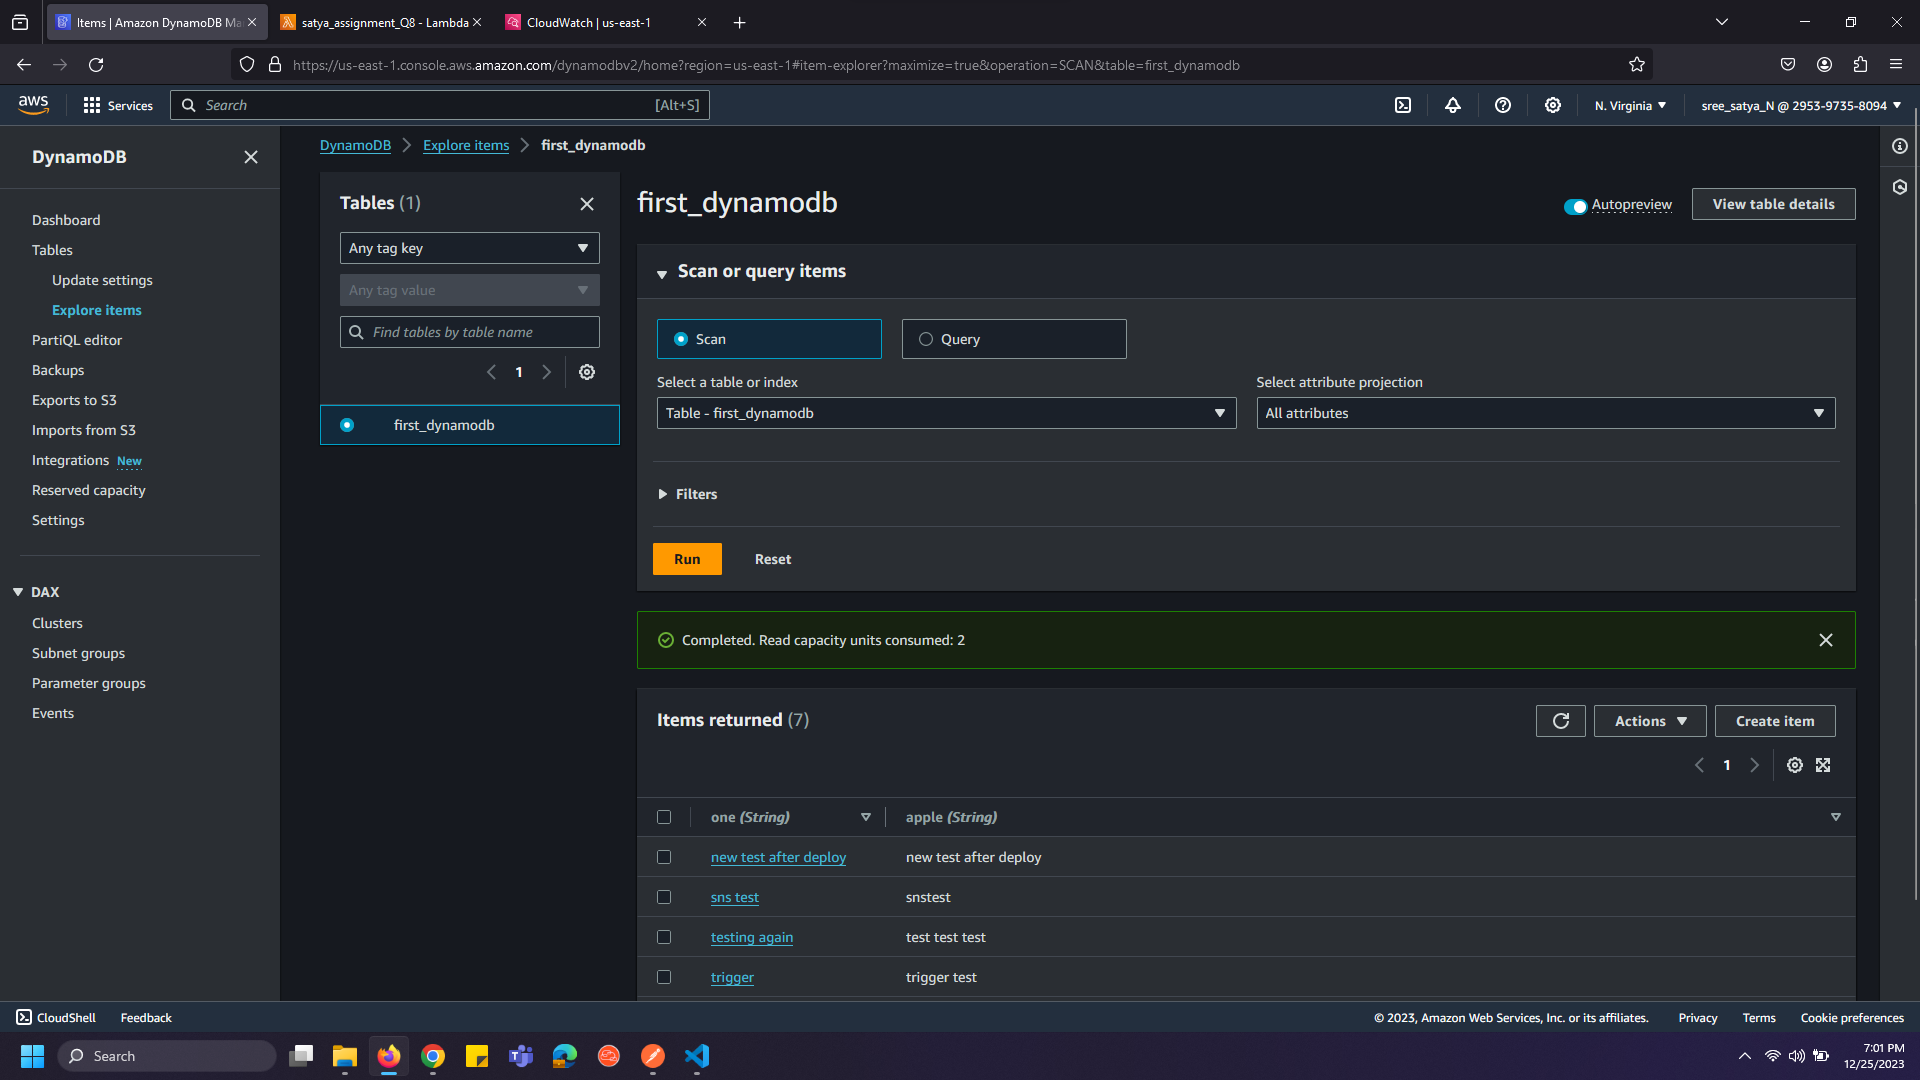 Items | Amazon DynamoDB Ma
satya_assignment_Q8 - Lambda
CloudWatch | us-east-1
https://us-east-1.console.aws.amazon.com/dynamodbv2/home?region=us-east-1#item-explorer?maximize=true&operation=SCAN&table=first_dynamodb
aws
Services
Search
[Alt+S]
N. Virginia
sree_satya_N @ 2953-9735-8094
DynamoDB
Dashboard
Tables
Update settings
Explore items
PartiQL editor
Backups
Exports to S3
Imports from S3
Integrations New
Reserved capacity
Settings
DAX
Clusters
Subnet groups
Parameter groups
Events
DynamoDB
Explore items
first_dynamodb
Tables (1)
Any tag key
Any tag value
Find tables by table name
1
first_dynamodb
first_dynamodb
Autopreview
View table details
Scan or query items
Scan
Query
Select a table or index
Table - first_dynamodb
Select attribute projection
All attributes
Filters
Run
Reset
Completed. Read capacity units consumed: 2
Items returned (7)
Actions
Create item
1
one (String)
apple (String)
new test after deploy
new test after deploy
sns test
snstest
testing again
test test test
trigger
trigger test
CloudShell
Feedback
© 2023, Amazon Web Services, Inc. or its affiliates.
Privacy
Terms
Cookie preferences
Search
7:01 PM
12/25/2023